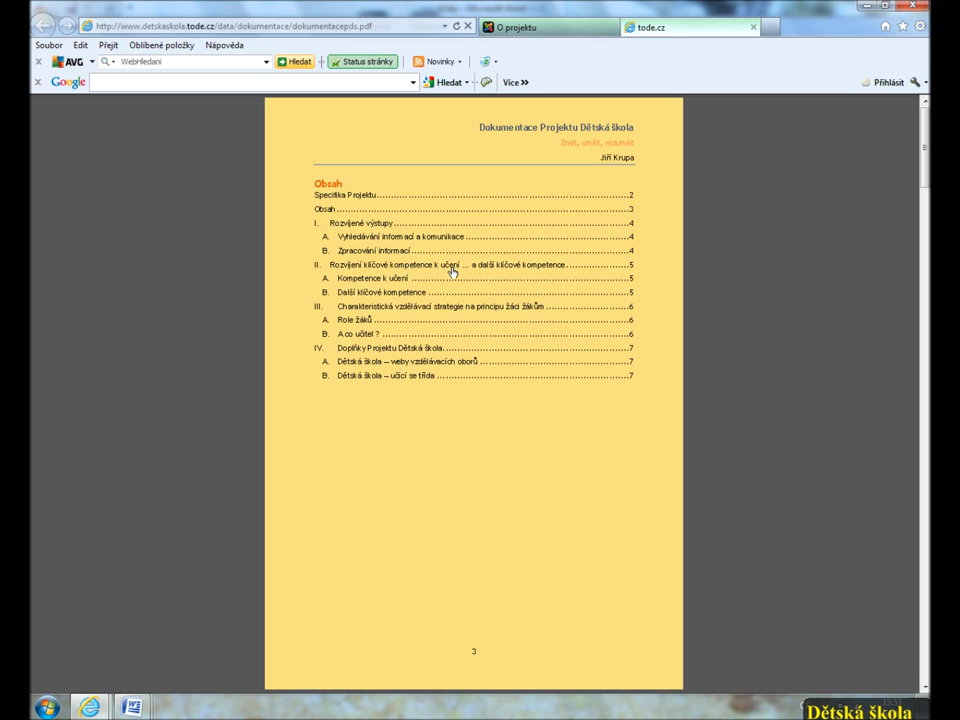 http://www.detskaskola.tode.cz/data/dokumentace/dokumentacepds.pdf
O projektu
tode.cz
Soubor Edit Přejít Oblíbené položky Nápověda
AVG WebHledani Hledat Status stránky Novinky
Google Hledat Více Přihlásit
Dokumentace Projektu Dětská škola
Znát, umět, rozumět
Jiří Krupa
Obsah
Specifika Projektu 2
Obsah 3
I. Rozvíjené výstupy 4
A. Vyhledávání informací a komunikace 4
B. Zpracování informací 4
II. Rozvíjení klíčové kompetence k učení ... a další klíčové kompetence 5
A. Kompetence k učení 5
B. Další klíčové kompetence 5
III. Charakteristická vzdělávací strategie na principu žáci žákům 6
A. Role žáků 6
B. A co učitel ? 6
IV. Doplňky Projektu Dětská škola 7
A. Dětská škola – weby vzdělávacích oborů 7
B. Dětská škola – učící se třída 7
3
Dětská škola